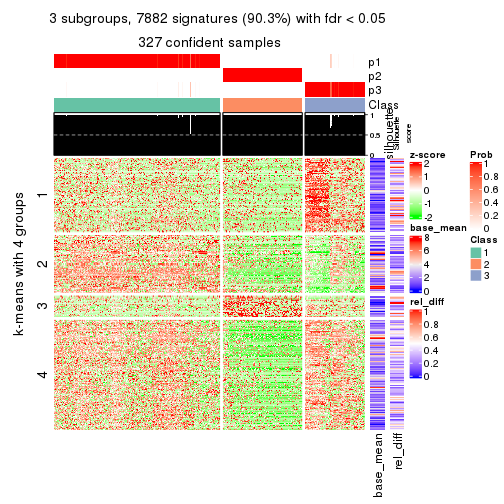 3 subgroups, 7882 signatures (90.3%) with fdr < 0.05
327 confident samples
p1
p2
p3
Class
silhouette
Silhouette
score
1
0.5
0
k-means with 4 groups
1
2
3
4
base_mean
rel_diff
z-score
2
1
0
-1
-2
base_mean
8
6
4
2
0
rel_diff
1
0.8
0.6
0.4
0.2
0
Prob
1
0.8
0.6
0.4
0.2
0
Class
1
2
3